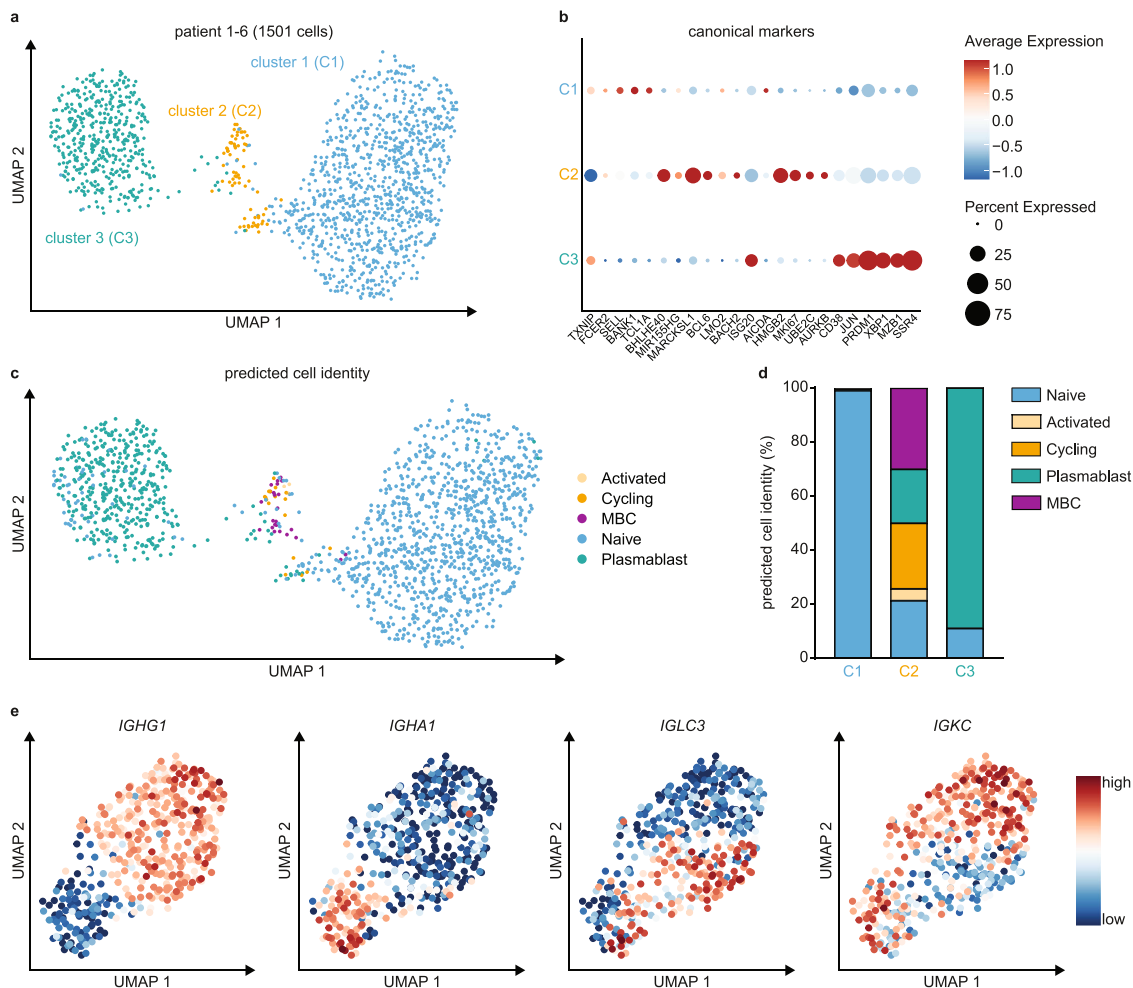 a
patient 1-6 (1501 cells)
cluster 1 (C1)
cluster 2 (C2)
cluster 3 (C3)
UMAP 2
UMAP 1
b
canonical markers
C1
C2
C3
TXNIP
FCER2
SELL
BANK1
TCL1A
BHLHE40
MIR155HG
MARCKSL1
BCL6
LMO2
BACH2
ISG20
AICDA
HMGB2
MKI67
UBE2C
AURKB
CD38
JUN
PRDM1
XBP1
MZB1
SSR4
Average Expression
1.0
0.5
0.0
−0.5
−1.0
Percent Expressed
0
25
50
75
c
predicted cell identity
UMAP 2
UMAP 1
Activated
Cycling
MBC
Naive
Plasmablast
d
predicted cell identity (%)
100
80
60
40
20
0
C1
C2
C3
Naive
Activated
Cycling
Plasmablast
MBC
e
IGHG1
UMAP 2
UMAP 1
IGHA1
UMAP 2
UMAP 1
IGLC3
UMAP 2
UMAP 1
IGKC
UMAP 2
UMAP 1
high
low